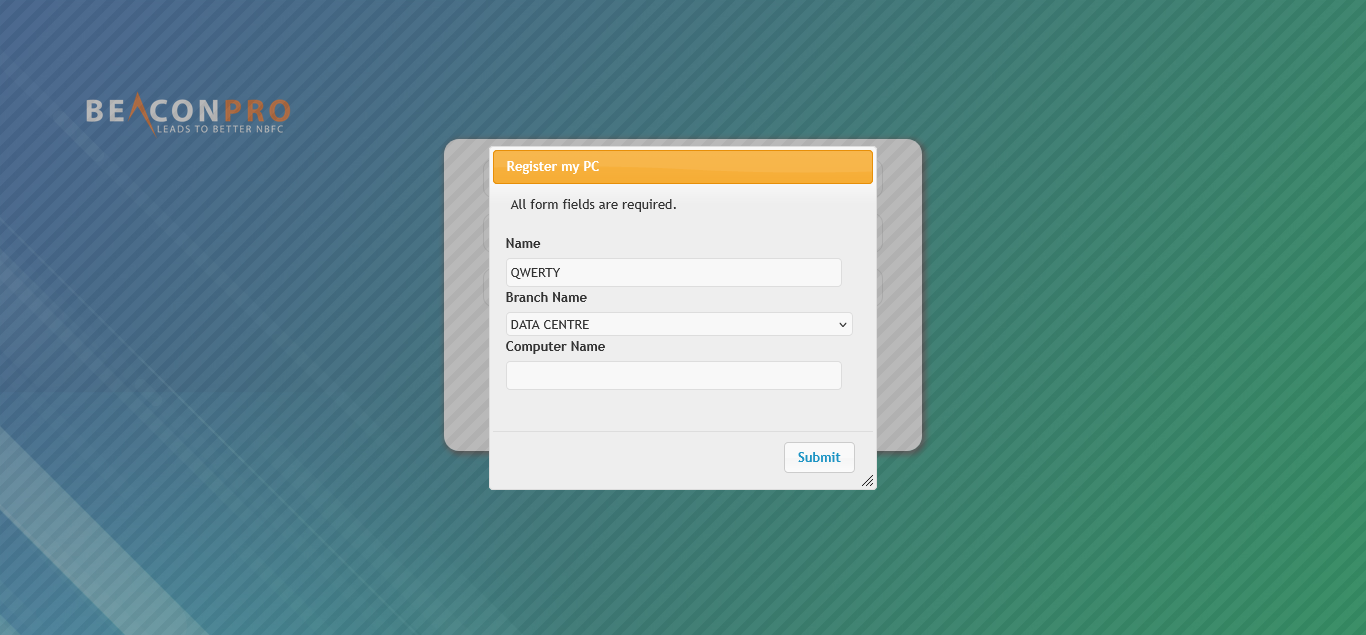 BEACONPRO
LEADS TO BETTER NBFC
Register my PC
All form fields are required.
Name
QWERTY
Branch Name
DATA CENTRE
Computer Name
Submit